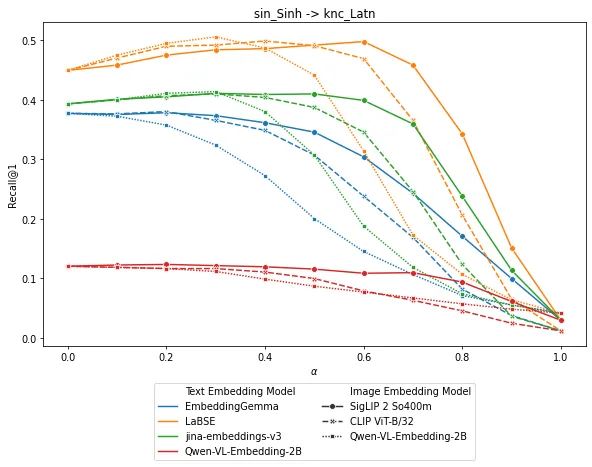 sin_Sinh -> knc_Latn
Recall@1
0.5
0.4
0.3
0.2
0.1
0.0
0.0 0.2 0.4 0.6 0.8 1.0
α
Text Embedding Model
EmbeddingGemma
LaBSE
jina-embeddings-v3
Qwen-VL-Embedding-2B
Image Embedding Model
SigLIP 2 So400m
CLIP ViT-B/32
Qwen-VL-Embedding-2B